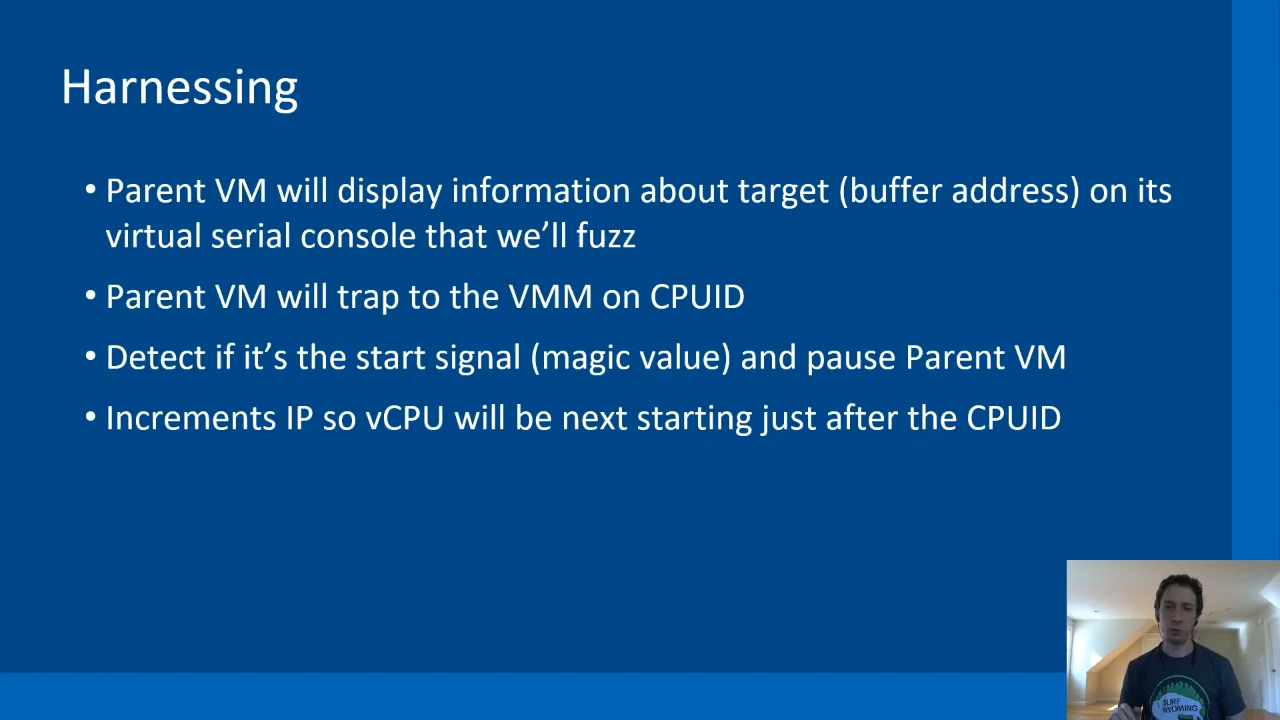 Harnessing
• Parent VM will display information about target (buffer address) on its
virtual serial console that we’ll fuzz
• Parent VM will trap to the VMM on CPUID
• Detect if it’s the start signal (magic value) and pause Parent VM
• Increments IP so vCPU will be next starting just after the CPUID
SURF
WYOMING